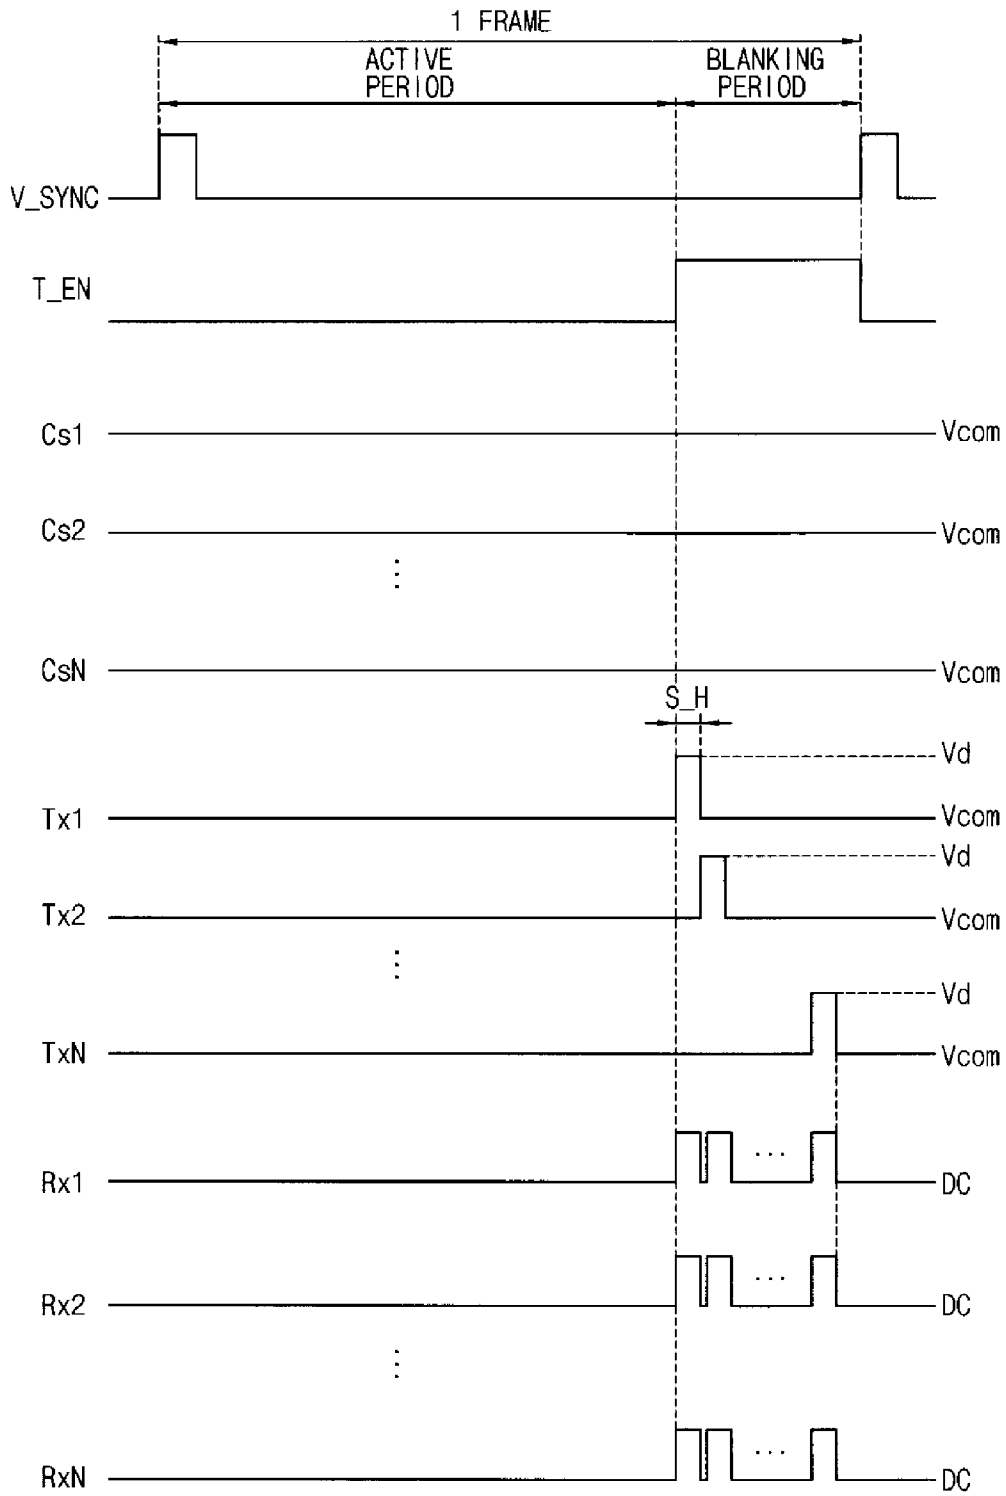 1 FRAME
ACTIVE PERIOD
BLANKING PERIOD
V_SYNC
T_EN
Cs1 Vcom
Cs2 Vcom
⋮
CsN Vcom
S_H
Vd
Tx1 Vcom
Vd
Tx2 Vcom
⋮
Vd
TxN Vcom
...
Rx1 DC
...
Rx2 DC
⋮
...
RxN DC